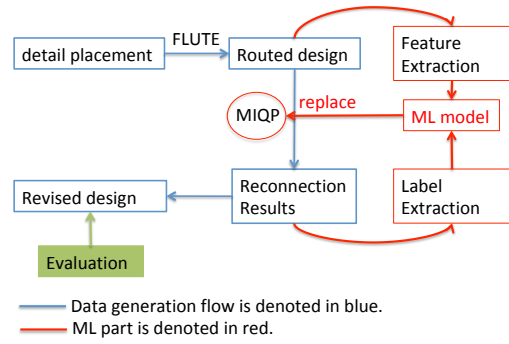 detail placement
FLUTE
Routed design
Feature
Extraction
MIQP
replace
ML model
Revised design
Reconnection
Results
Label
Extraction
Evaluation
Data generation flow is denoted in blue.
ML part is denoted in red.